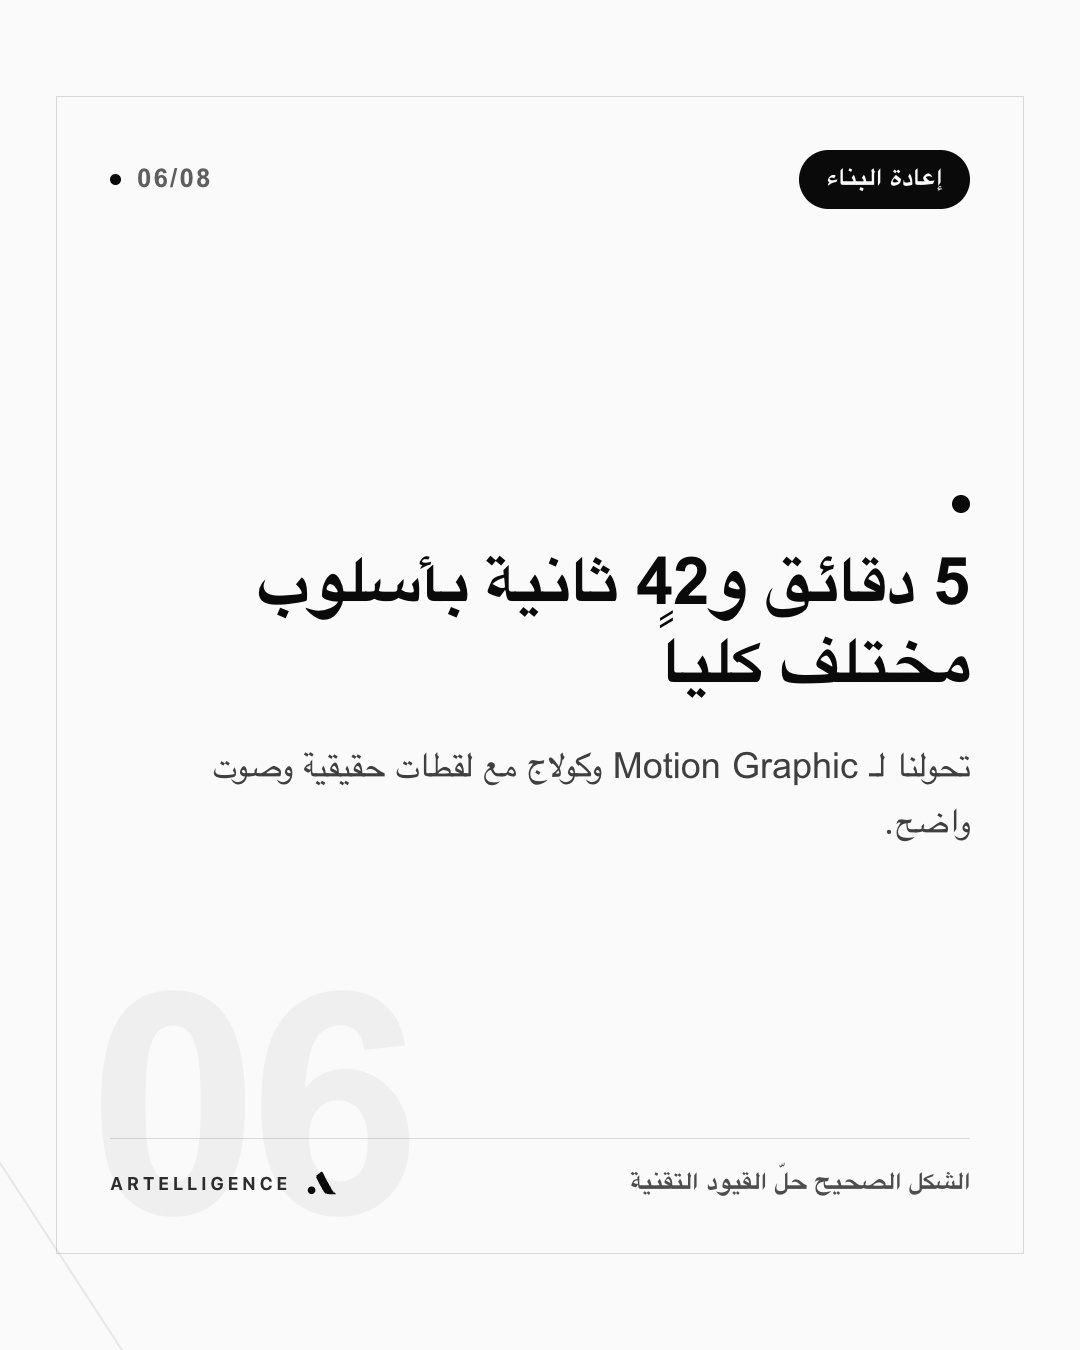 إعادة البناء
06/08
5 دقائق و42 ثانية بأسلوب
مختلف كلياً
تحولنا لـ Motion Graphic وكولاج مع لقطات حقيقية وصوت
واضح.
06
الشكل الصحيح حلّ القيود التقنية
ARTELLIGENCE